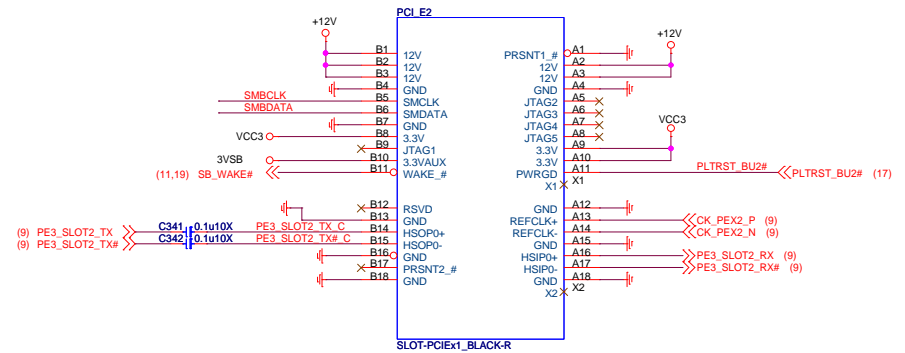 PCI_E2
+12V
+12V
B1 12V PRSNT1_# A1
B2 12V 12V A2
B3 12V 12V A3
B4 GND GND A4
SMBCLK B5 SMCLK JTAG2 A5
SMBDATA B6 SMDATA JTAG3 A6
B7 GND JTAG4 A7
VCC3 B8 3.3V JTAG5 A8
VCC3
B9 JTAG1 3.3V A9
3VSB B10 3.3VAUX 3.3V A10
(11,19) SB_WAKE# B11 WAKE_# PWRGD A11 PLTRST_BU2# PLTRST_BU2# (17)
X1 X1
B12 RSVD GND A12
B13 GND REFCLK+ A13 CK_PEX2_P (9)
(9) PE3_SLOT2_TX C341 0.1u10X PE3_SLOT2_TX_C B14 HSOP0+ REFCLK- A14 CK_PEX2_N (9)
(9) PE3_SLOT2_TX# C342 0.1u10X PE3_SLOT2_TX#_C B15 HSOP0- GND A15
B16 GND HSIP0+ A16 PE3_SLOT2_RX (9)
B17 PRSNT2_# HSIP0- A17 PE3_SLOT2_RX# (9)
B18 GND GND A18
X2 X2
SLOT-PCIEx1_BLACK-R